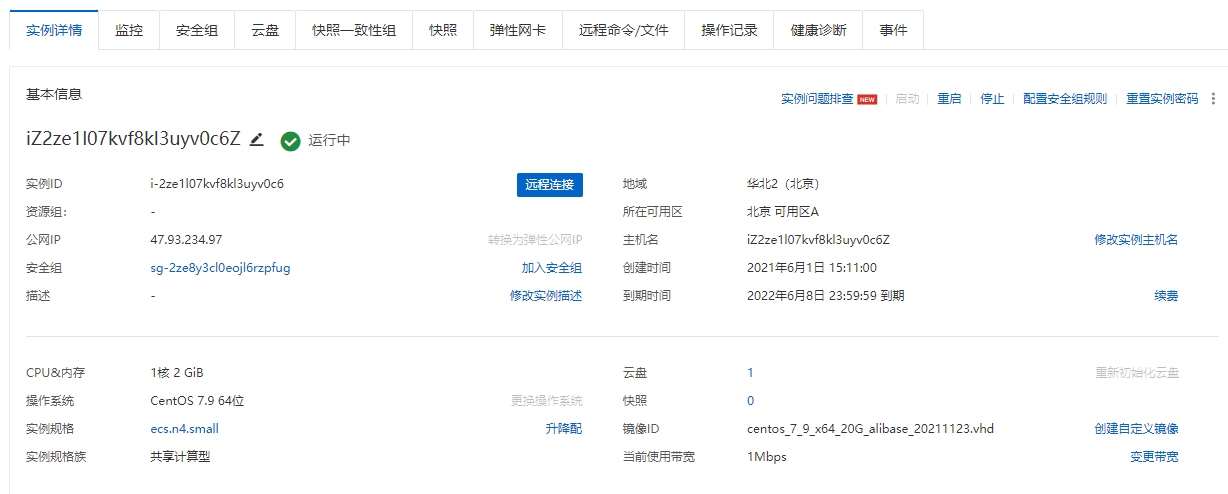 实例详情 监控 安全组 云盘 快照一致性组 快照 弹性网卡 远程命令/文件 操作记录 健康诊断 事件
基本信息 实例问题排查 NEW 启动 重启 停止 配置安全组规则 重置实例密码
iZ2ze1l07kvf8kl3uyv0c6Z 运行中
实例ID i-2ze1l07kvf8kl3uyv0c6 远程连接 地域 华北2（北京）
资源组： - 所在可用区 北京 可用区A
公网IP 47.93.234.97 转换为弹性公网IP 主机名 iZ2ze1l07kvf8kl3uyv0c6Z 修改实例主机名
安全组 sg-2ze8y3cl0eojl6rzpfug 加入安全组 创建时间 2021年6月1日 15:11:00
描述 - 修改实例描述 到期时间 2022年6月8日 23:59:59 到期 续费
CPU&内存 1核 2 GiB 云盘 1 重新初始化云盘
操作系统 CentOS 7.9 64位 更换操作系统 快照 0
实例规格 ecs.n4.small 升降配 镜像ID centos_7_9_x64_20G_alibase_20211123.vhd 创建自定义镜像
实例规格族 共享计算型 当前使用带宽 1Mbps 变更带宽